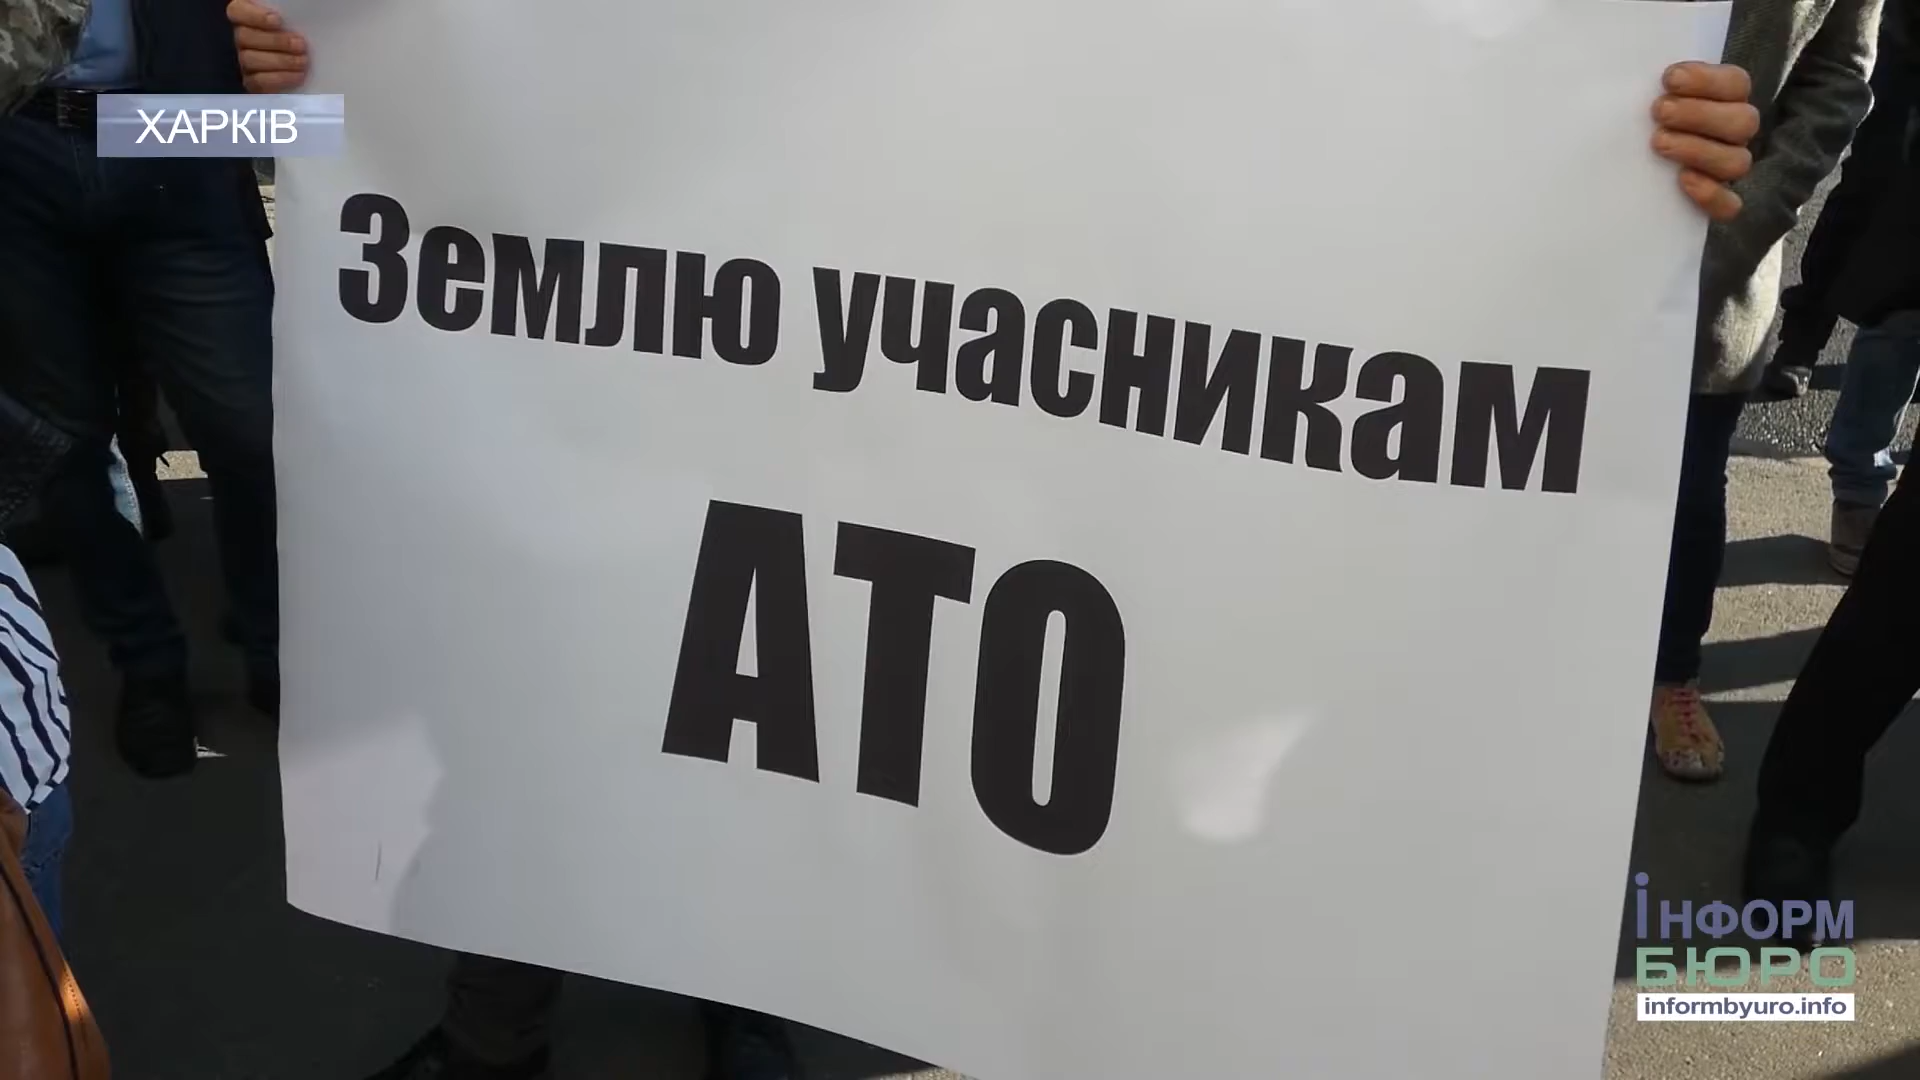 ХАРКІВ
Землю учасникам
АТО
ІНФОРМ
БЮРО
informbyuro.info